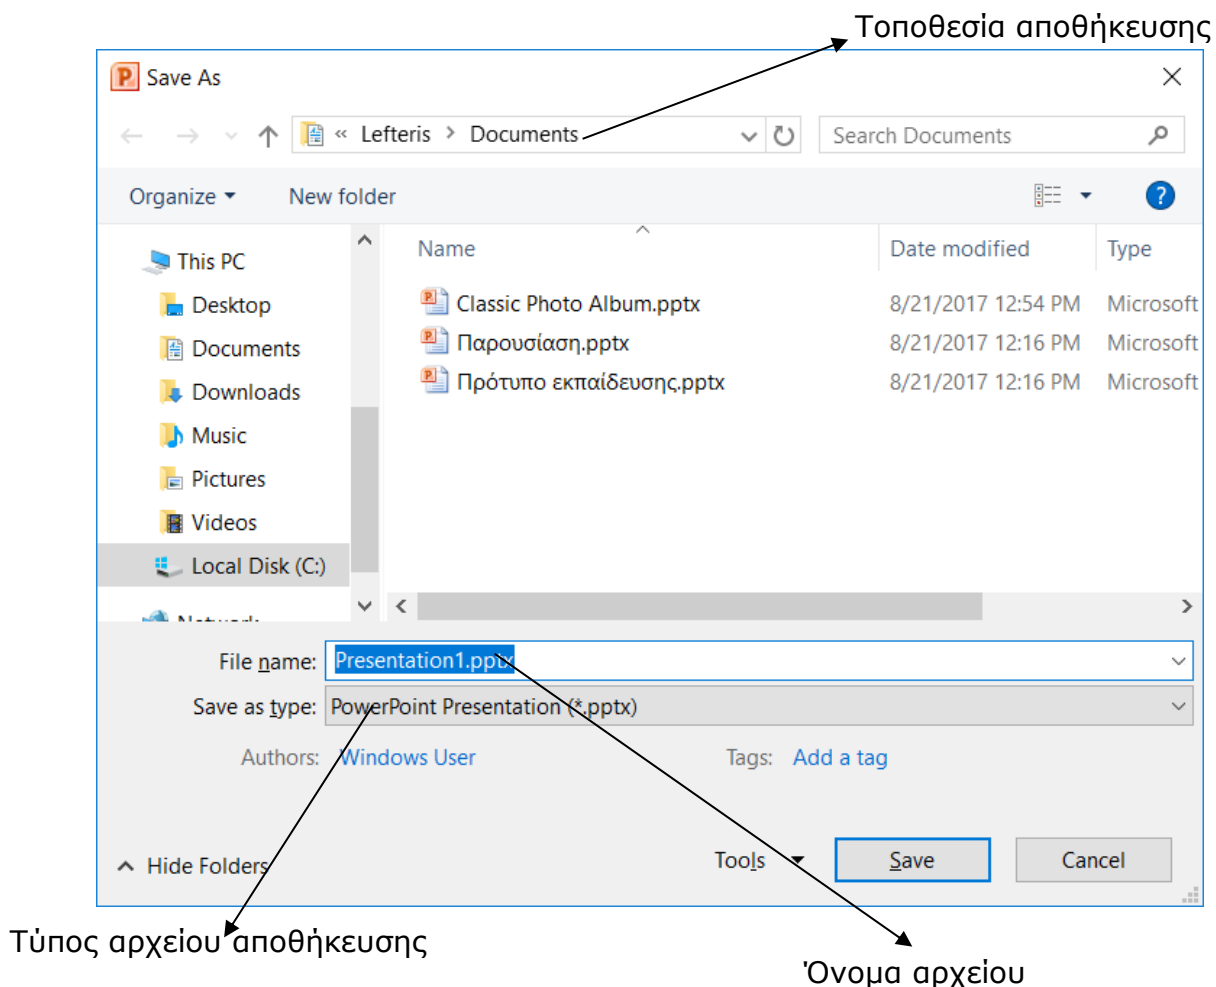 Τοποθεσία αποθήκευσης
Save As
« Lefteris > Documents
Search Documents
Organize
New folder
Name Date modified Type
This PC
Desktop
Documents
Downloads
Music
Pictures
Videos
Local Disk (C:)
Network
Classic Photo Album.pptx 8/21/2017 12:54 PM Microsoft
Παρουσίαση.pptx 8/21/2017 12:16 PM Microsoft
Πρότυπο εκπαίδευσης.pptx 8/21/2017 12:16 PM Microsoft
File name: Presentation1.pptx
Save as type: PowerPoint Presentation (*.pptx)
Authors: Windows User Tags: Add a tag
Hide Folders Tools Save Cancel
Τύπος αρχείου αποθήκευσης
Όνομα αρχείου